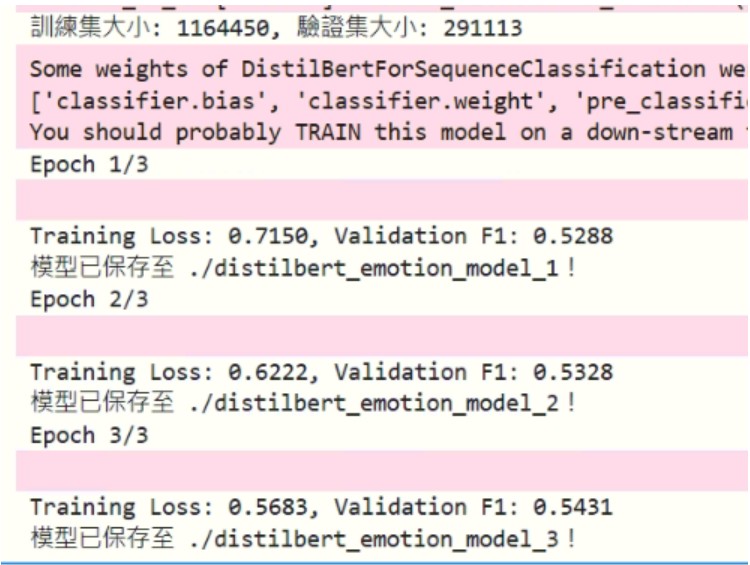 訓練集大小: 1164450, 驗證集大小: 291113
Some weights of DistilBertForSequenceClassification we
['classifier.bias', 'classifier.weight', 'pre_classifi
You should probably TRAIN this model on a down-stream
Epoch 1/3
Training Loss: 0.7150, Validation F1: 0.5288
模型已保存至 ./distilbert_emotion_model_1！
Epoch 2/3
Training Loss: 0.6222, Validation F1: 0.5328
模型已保存至 ./distilbert_emotion_model_2！
Epoch 3/3
Training Loss: 0.5683, Validation F1: 0.5431
模型已保存至 ./distilbert_emotion_model_3！